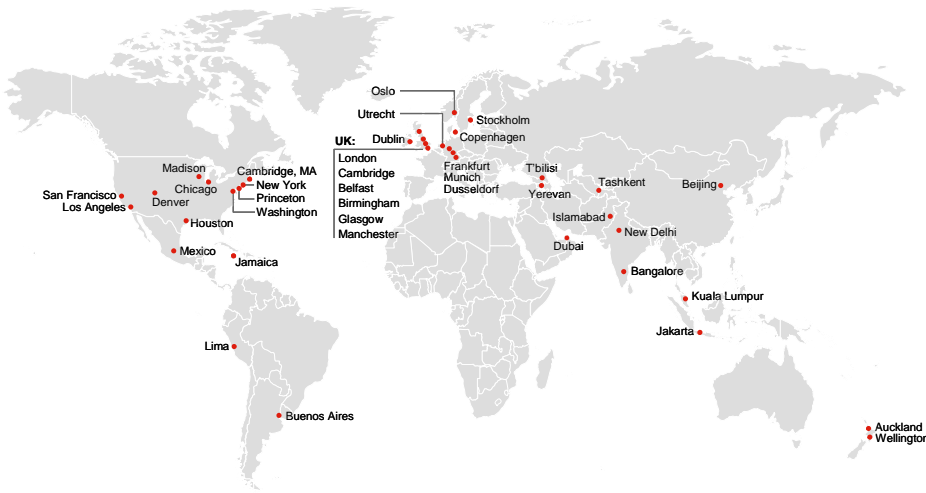 Oslo
Utrecht
Stockholm
Copenhagen
UK:
Dublin
London
Cambridge
Belfast
Birmingham
Glasgow
Manchester
Frankfurt
Munich
Dusseldorf
Madison
Chicago
Cambridge, MA
New York
Princeton
Washington
San Francisco
Los Angeles
Denver
Houston
Mexico
Jamaica
T'bilisi
Yerevan
Tashkent
Beijing
Islamabad
New Delhi
Dubai
Bangalore
Kuala Lumpur
Jakarta
Lima
Buenos Aires
Auckland
Wellington